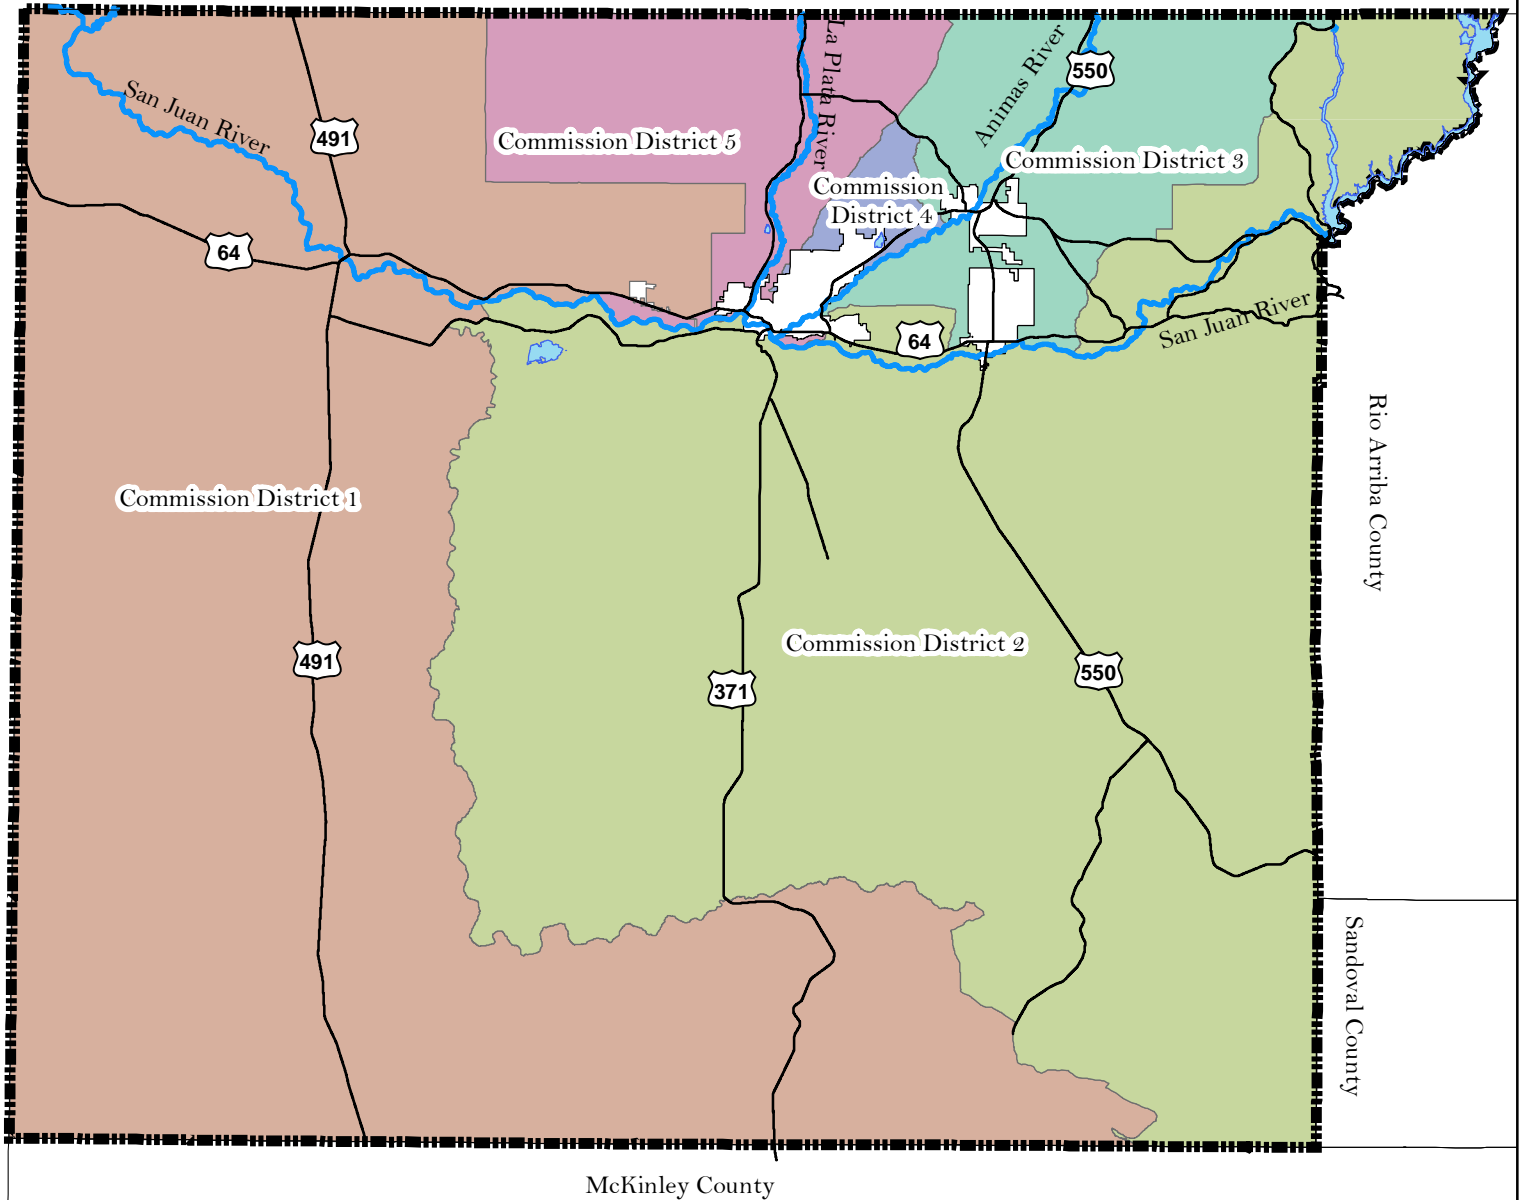 La Plata River
Animas River
550
San Juan River
491
Commission District 5
Commission District 3
Commission
District 4
64
San Juan River
64
Rio Arriba County
Commission District 1
Commission District 2
491
371
550
Sandoval County
McKinley County